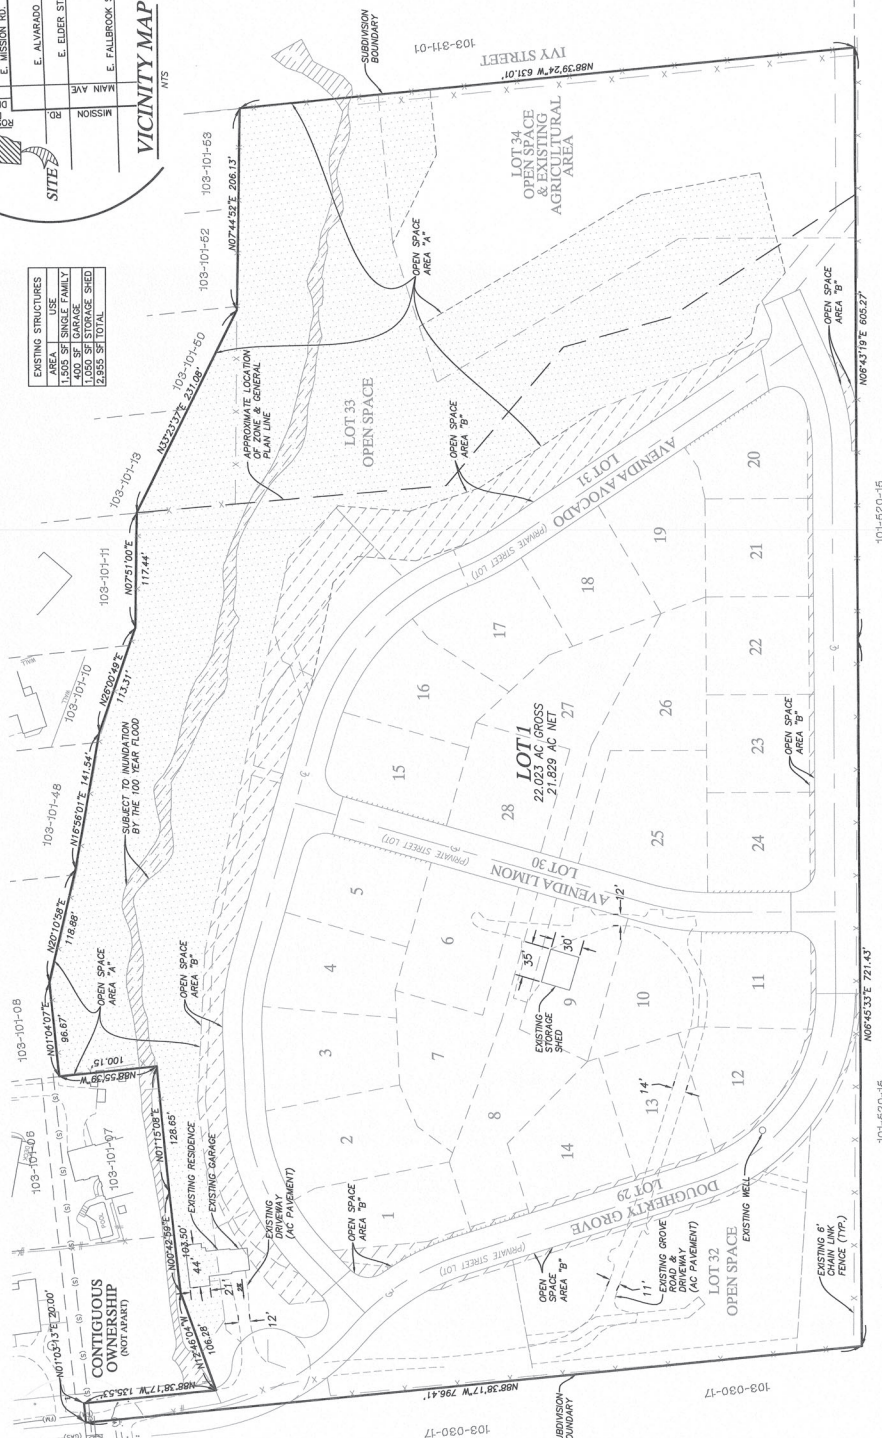 E. MISSION RD.
E. ALVARADO
E. ELDER ST
E. FALLBROOK
MAIN AVE
MISSION
RD.
SITE
VICINITY MAP
NTS
EXISTING STRUCTURES
AREA USE
1,505 SF SINGLE FAMILY
400 SF GARAGE
1,050 SF STORAGE SHED
2,955 SF TOTAL
SUBDIVISION
BOUNDARY
103-311-01
IVY STREET
N88°39'24"W 631.01'
103-101-53
N07°44'52"E 206.13'
103-101-52
103-101-50
N33°23'37"E 231.08'
103-101-13
103-101-11
N07°51'00"E
117.44'
103-101-10
N26°00'49"E
113.31'
103-101-48
N16°56'01"E 141.54'
N20°10'58"E
118.88'
103-101-08
N01°04'07"E
96.67'
N88°55'39"W
100.15'
103-101-06
103-101-07
POOL
N01°15'08"E
128.65'
N00°42'59"E
103.50'
N12°46'04"W
106.28'
N88°38'17"W 135.53'
N01°03'13"E 20.00'
CONTIGUOUS
OWNERSHIP
(NOT APART)
LOT 34
OPEN SPACE
& EXISTING
AGRICULTURAL
AREA
OPEN SPACE
AREA "A"
APPROXIMATE LOCATION
OF ZONE & GENERAL
PLAN LINE
LOT 33
OPEN SPACE
OPEN SPACE
AREA "B"
OPEN SPACE
AREA "B"
SUBJECT TO INUNDATION
BY THE 100 YEAR FLOOD
OPEN SPACE
AREA "A"
OPEN SPACE
AREA "B"
AVENIDA AVOCADO
LOT 31
(PRIVATE STREET LOT)
20
21
22
23
24
19
18
17
16
15
26
27
28
25
LOT 1
22.023 AC GROSS
21.829 AC NET
AVENIDA LIMON
LOT 30
(PRIVATE STREET LOT)
OPEN SPACE
AREA "B"
5
4
3
2
1
6
7
8
9
10
11
12
13
14
35'
30'
12'
EXISTING
STORAGE
SHED
14'
EXISTING RESIDENCE
EXISTING GARAGE
EXISTING
DRIVEWAY
(AC PAVEMENT)
44'
21'
12'
OPEN SPACE
AREA "B"
DOUGHERTY GROVE
LOT 29
(PRIVATE STREET LOT)
OPEN
SPACE
AREA "B"
11'
EXISTING GROVE
ROAD &
DRIVEWAY
(AC PAVEMENT)
LOT 32
OPEN SPACE
EXISTING WELL
EXISTING 6'
CHAIN LINK
FENCE (TYP.)
N06°43'19"E 605.27'
N06°45'33"E 721.43'
101-520-15
N88°38'17"W 796.41'
103-030-17
103-030-17